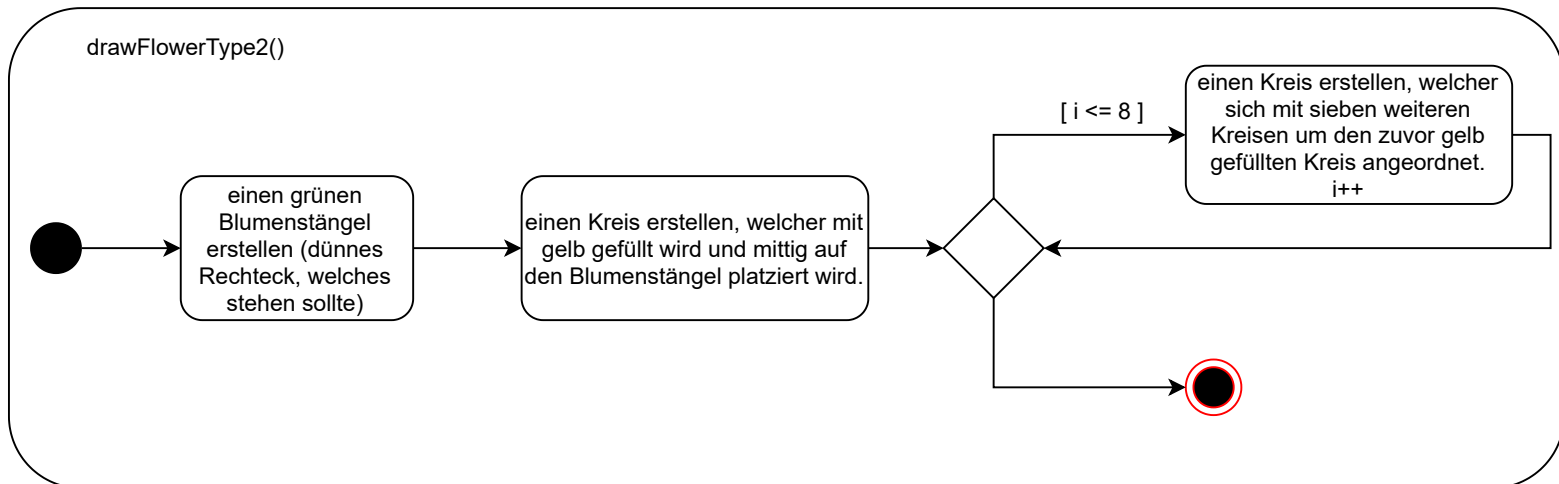 drawFlowerType2()
einen grünen
Blumenstängel
erstellen (dünnes
Rechteck, welches
stehen sollte)
einen Kreis erstellen, welcher mit
gelb gefüllt wird und mittig auf
den Blumenstängel platziert wird.
[ i <= 8 ]
einen Kreis erstellen, welcher
sich mit sieben weiteren
Kreisen um den zuvor gelb
gefüllten Kreis angeordnet.
i++